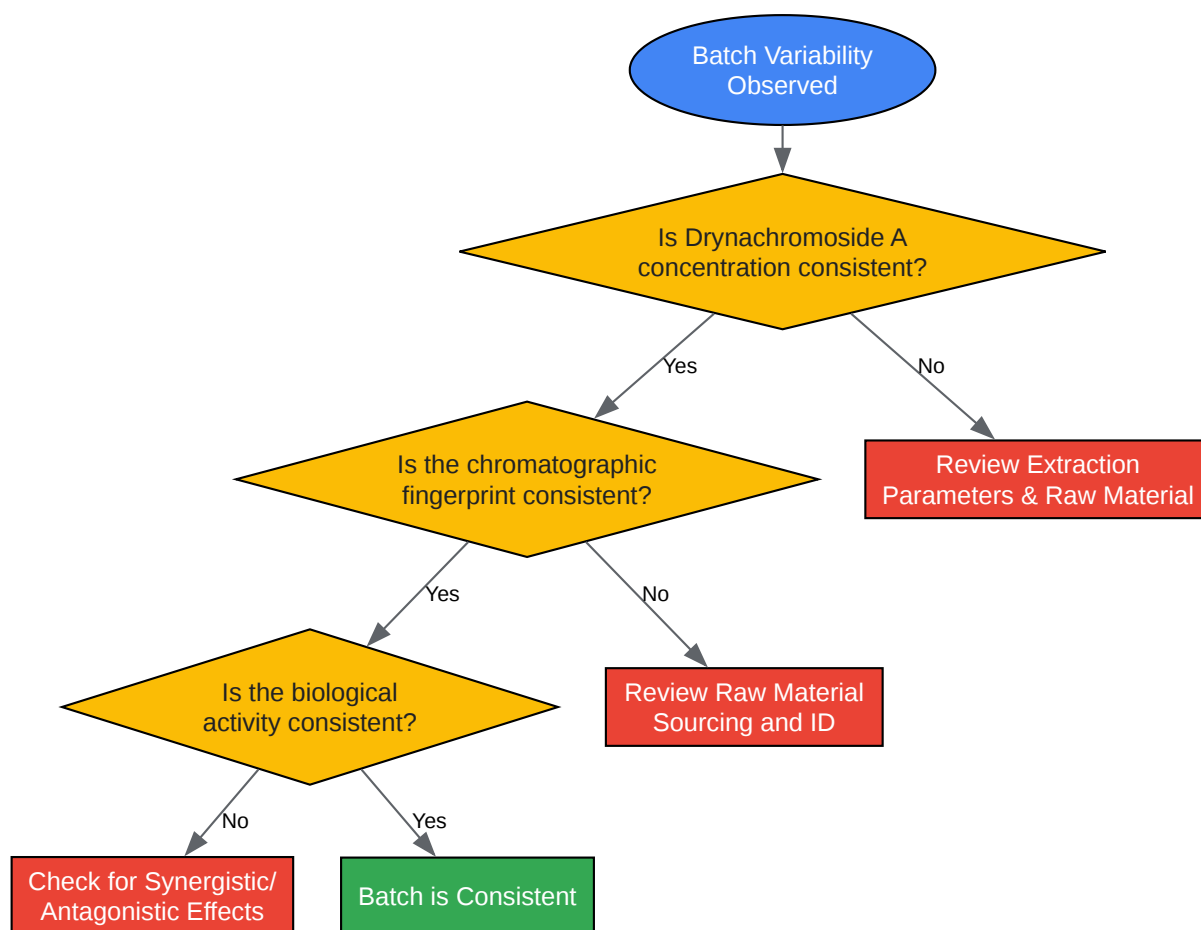 Batch Variability
Observed
Is Drynachromoside A
concentration consistent?
Yes
No
Is the chromatographic
fingerprint consistent?
Review Extraction
Parameters & Raw Material
Yes
No
Is the biological
activity consistent?
Review Raw Material
Sourcing and ID
No
Yes
Check for Synergistic/
Antagonistic Effects
Batch is Consistent